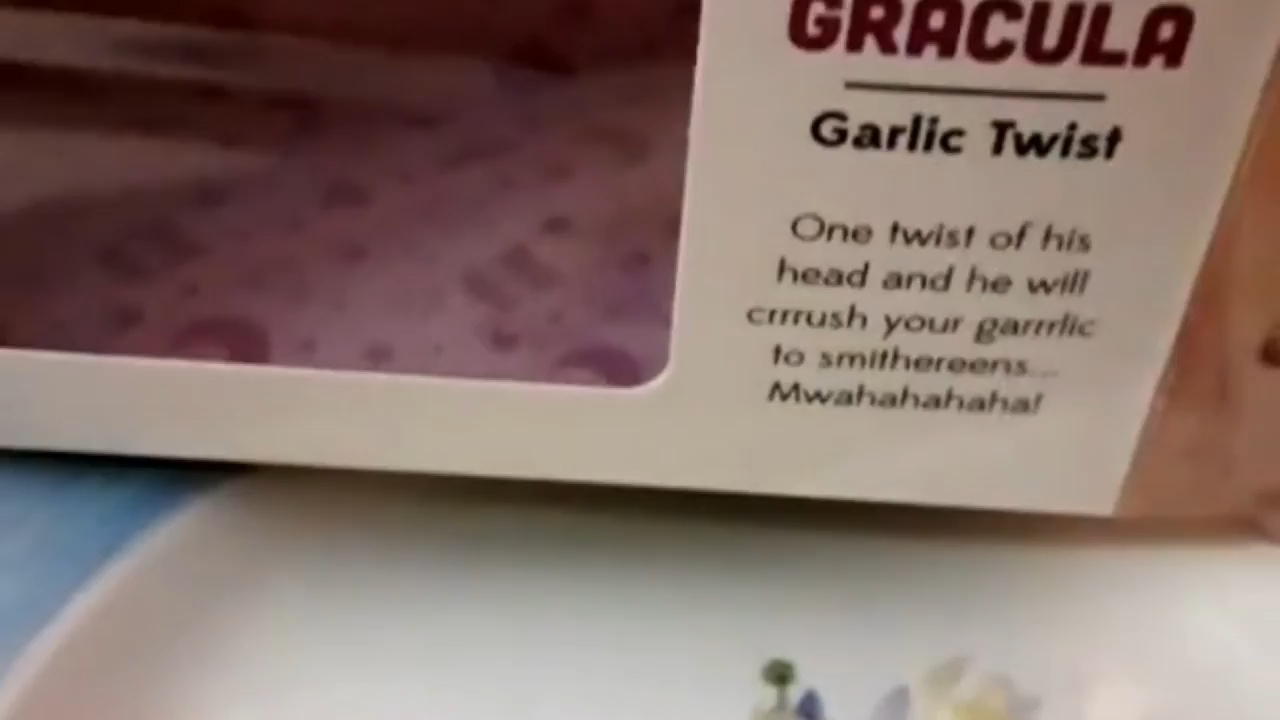 GRACULA
Garlic Twist
One twist of his
head and he will
crrrush your garrrlic
to smithereens...
Mwahahahaha!